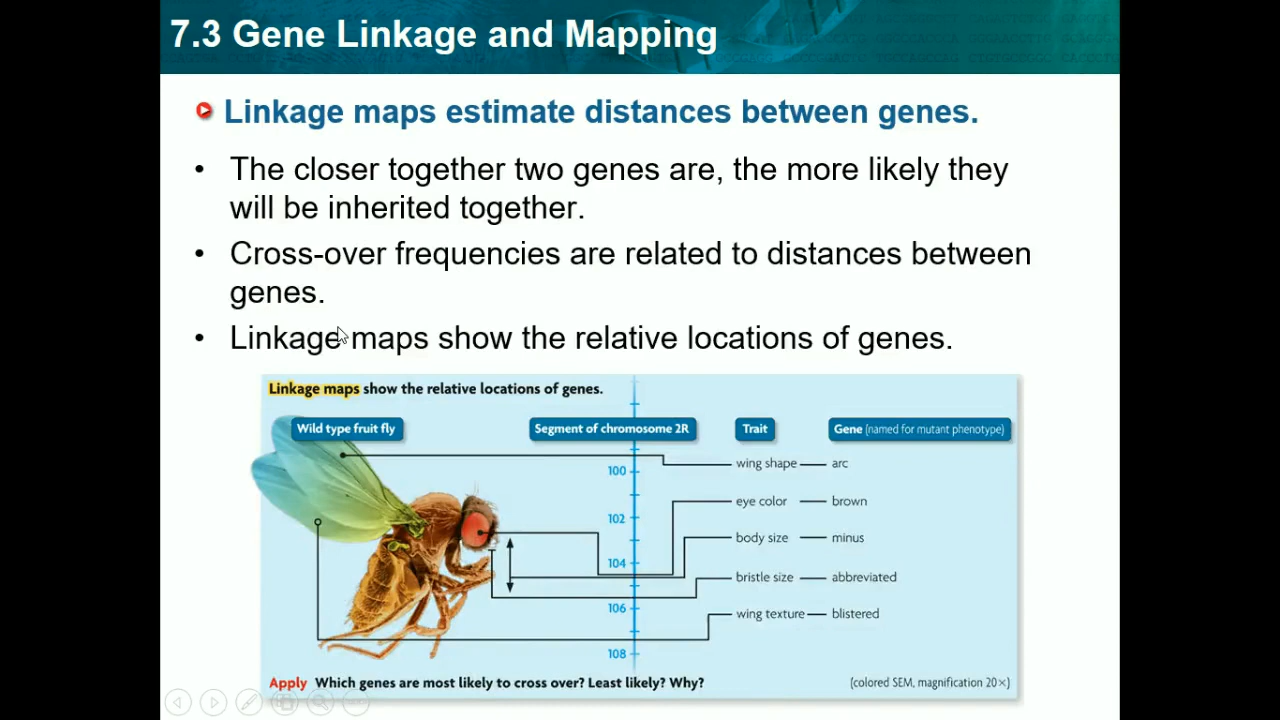 7.3 Gene Linkage and Mapping
Linkage maps estimate distances between genes.
• The closer together two genes are, the more likely they
will be inherited together.
• Cross-over frequencies are related to distances between
genes.
• Linkage maps show the relative locations of genes.
Linkage maps show the relative locations of genes.
Wild type fruit fly
Segment of chromosome 2R
Trait
Gene (named for mutant phenotype)
100
wing shape — arc
eye color — brown
102
body size — minus
104
bristle size — abbreviated
106
wing texture — blistered
108
Apply Which genes are most likely to cross over? Least likely? Why?
(colored SEM, magnification 20×)